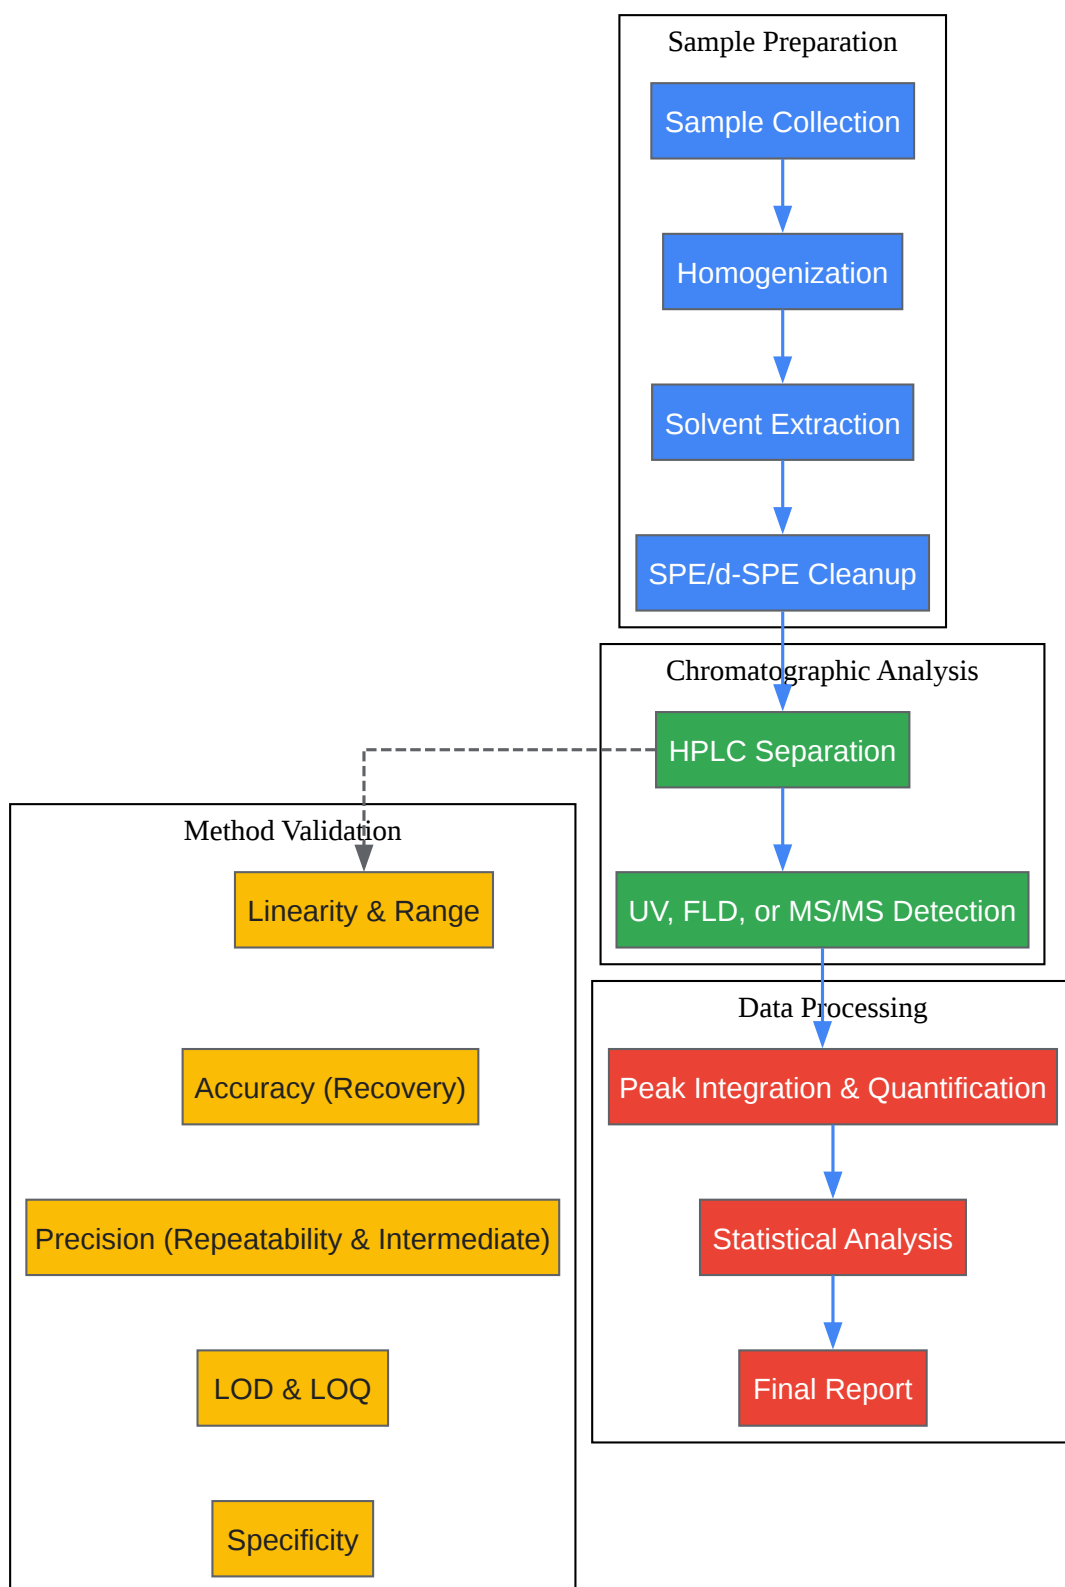 Sample Preparation
Sample Collection
Homogenization
Solvent Extraction
SPE/d-SPE Cleanup
Chromatographic Analysis
HPLC Separation
UV, FLD, or MS/MS Detection
Method Validation
Linearity & Range
Accuracy (Recovery)
Precision (Repeatability & Intermediate)
LOD & LOQ
Specificity
Data Processing
Peak Integration & Quantification
Statistical Analysis
Final Report